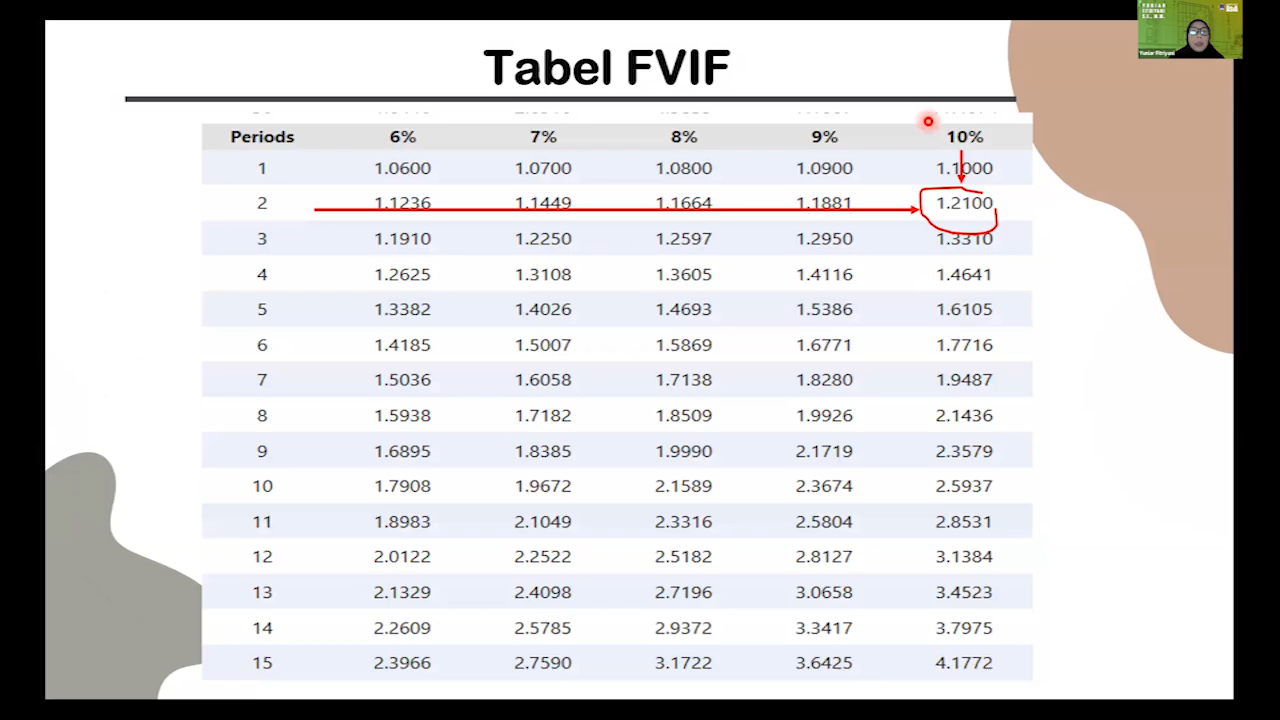 YUNIAR
FITRIYANI
S.E., M.M.
Yuniar Fitriyani
Tabel FVIF
Periods 6% 7% 8% 9% 10%
1 1.0600 1.0700 1.0800 1.0900 1.1000
2 1.1236 1.1449 1.1664 1.1881 1.2100
3 1.1910 1.2250 1.2597 1.2950 1.3310
4 1.2625 1.3108 1.3605 1.4116 1.4641
5 1.3382 1.4026 1.4693 1.5386 1.6105
6 1.4185 1.5007 1.5869 1.6771 1.7716
7 1.5036 1.6058 1.7138 1.8280 1.9487
8 1.5938 1.7182 1.8509 1.9926 2.1436
9 1.6895 1.8385 1.9990 2.1719 2.3579
10 1.7908 1.9672 2.1589 2.3674 2.5937
11 1.8983 2.1049 2.3316 2.5804 2.8531
12 2.0122 2.2522 2.5182 2.8127 3.1384
13 2.1329 2.4098 2.7196 3.0658 3.4523
14 2.2609 2.5785 2.9372 3.3417 3.7975
15 2.3966 2.7590 3.1722 3.6425 4.1772